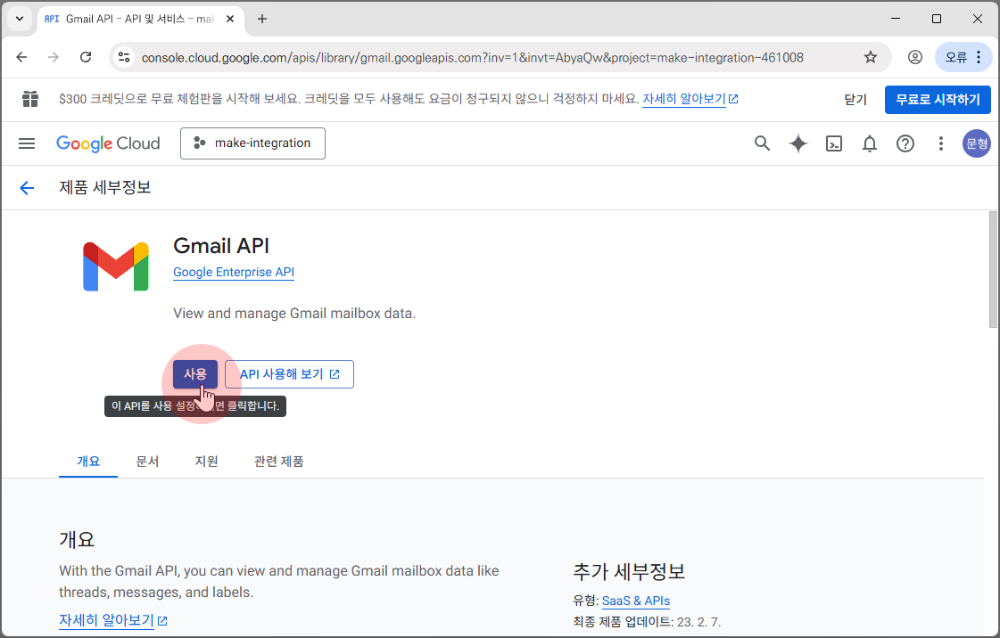 API Gmail API – API 및 서비스 – mak
console.cloud.google.com/apis/library/gmail.googleapis.com?inv=1&invt=AbyaQw&project=make-integration-461008
오류
$300 크레딧으로 무료 체험판을 시작해 보세요. 크레딧을 모두 사용해도 요금이 청구되지 않으니 걱정하지 마세요. 자세히 알아보기
닫기
무료로 시작하기
Google Cloud
make-integration
문형
제품 세부정보
Gmail API
Google Enterprise API
View and manage Gmail mailbox data.
사용
API 사용해 보기
이 API를 사용 설정 면 클릭합니다.
개요
문서
지원
관련 제품
개요
With the Gmail API, you can view and manage Gmail mailbox data like
threads, messages, and labels.
자세히 알아보기
추가 세부정보
유형: SaaS & APIs
최종 제품 업데이트: 23. 2. 7.